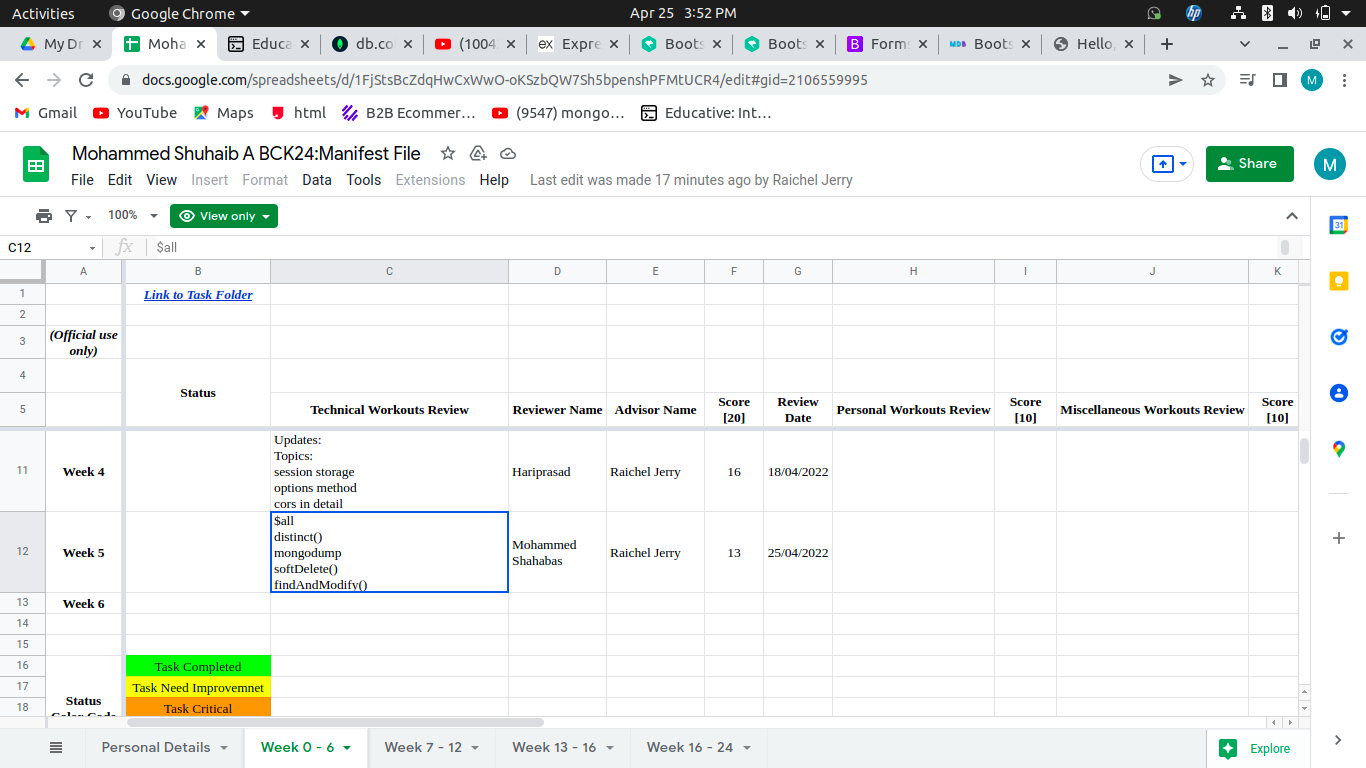 Activities
Google Chrome
Apr 25 3:52 PM
My Dr
Moha
Educa
db.co
(1004
Expre
Boots
Boots
Form
Boots
Hello,
docs.google.com/spreadsheets/d/1FjStsBcZdqHwCxWwO-oKSzbQW7Sh5bpenshPFMtUCR4/edit#gid=2106559995
M
Gmail
YouTube
Maps
html
B2B Ecommer...
(9547) mongo...
Educative: Int...
Mohammed Shuhaib A BCK24:Manifest File
Share
M
File Edit View Insert Format Data Tools Extensions Help
Last edit was made 17 minutes ago by Raichel Jerry
100%
View only
C12
fx
$all
A B C D E F G H I J K
1
Link to Task Folder
2
3
(Official use
only)
4
Status
5
Technical Workouts Review
Reviewer Name
Advisor Name
Score
[20]
Review
Date
Personal Workouts Review
Score
[10]
Miscellaneous Workouts Review
Score
[10]
11
Week 4
Updates:
Topics:
session storage
options method
cors in detail
Hariprasad
Raichel Jerry
16
18/04/2022
12
Week 5
$all
distinct()
mongodump
softDelete()
findAndModify()
Mohammed
Shahabas
Raichel Jerry
13
25/04/2022
13
Week 6
14
15
16
Task Completed
17
Task Need Improvemnet
18
Status
Color Code
Task Critical
Personal Details
Week 0 - 6
Week 7 - 12
Week 13 - 16
Week 16 - 24
Explore